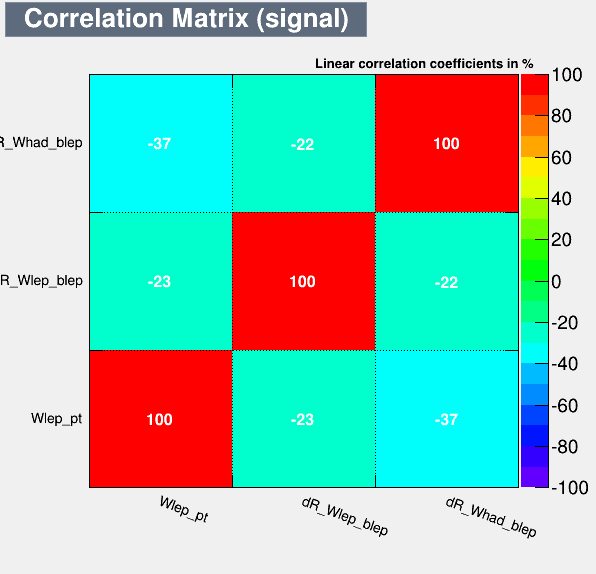 Correlation Matrix (signal)
Linear correlation coefficients in %
R_Whad_blep
-37
-22
100
R_Wlep_blep
-23
100
-22
Wlep_pt
100
-23
-37
Wlep_pt
dR_Wlep_blep
dR_Whad_blep
100
80
60
40
20
0
-20
-40
-60
-80
-100